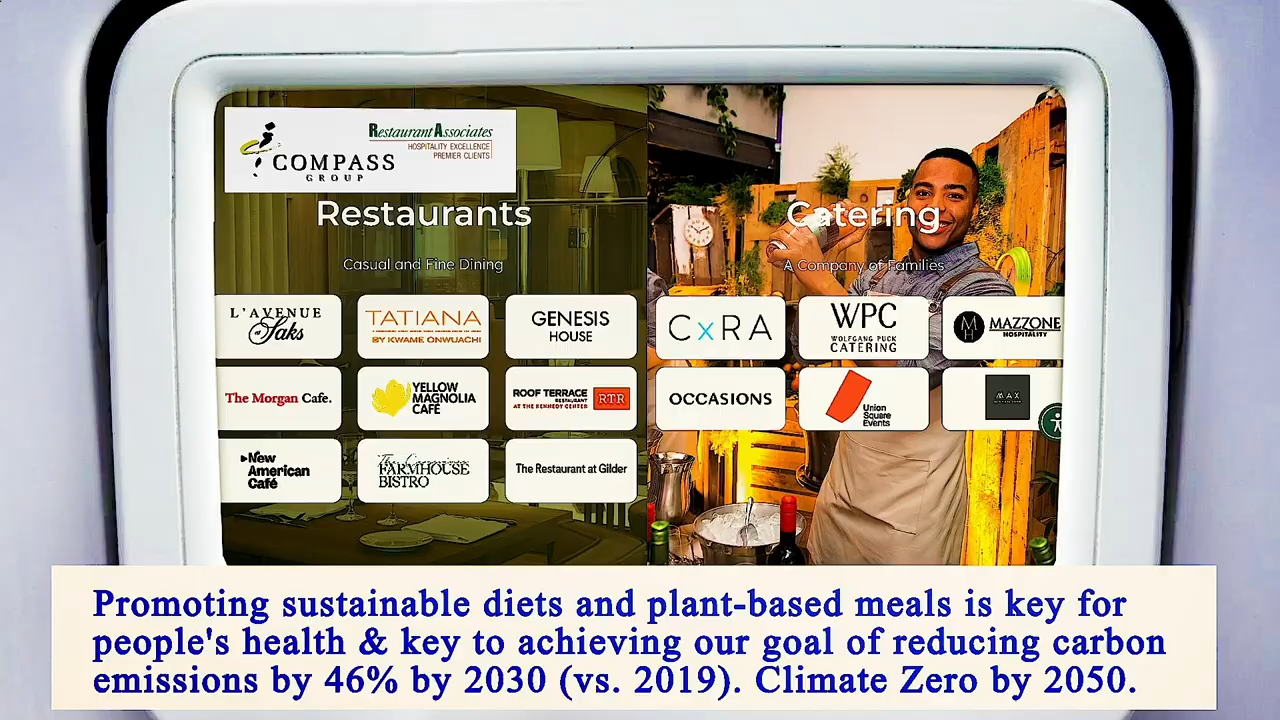 COMPASS
GROUP
Restaurant Associates
HOSPITALITY EXCELLENCE
PREMIER CLIENTS
Restaurants
Casual and Fine Dining
L'AVENUE
at Saks
TATIANA
BY KWAME ONWUACHI
GENESIS
HOUSE
The Morgan Cafe.
YELLOW
MAGNOLIA
CAFÉ
ROOF TERRACE
RESTAURANT
AT THE KENNEDY CENTER
RTR
New
American
Café
FARMHOUSE
BISTRO
The Restaurant at Gilder
Catering
A Company of Families
CxRA
WPC
WOLFGANG PUCK
CATERING
MH
MAZZONE
HOSPITALITY
OCCASIONS
Union
Square
Events
MAX
Promoting sustainable diets and plant-based meals is key for
people's health & key to achieving our goal of reducing carbon
emissions by 46% by 2030 (vs. 2019). Climate Zero by 2050.